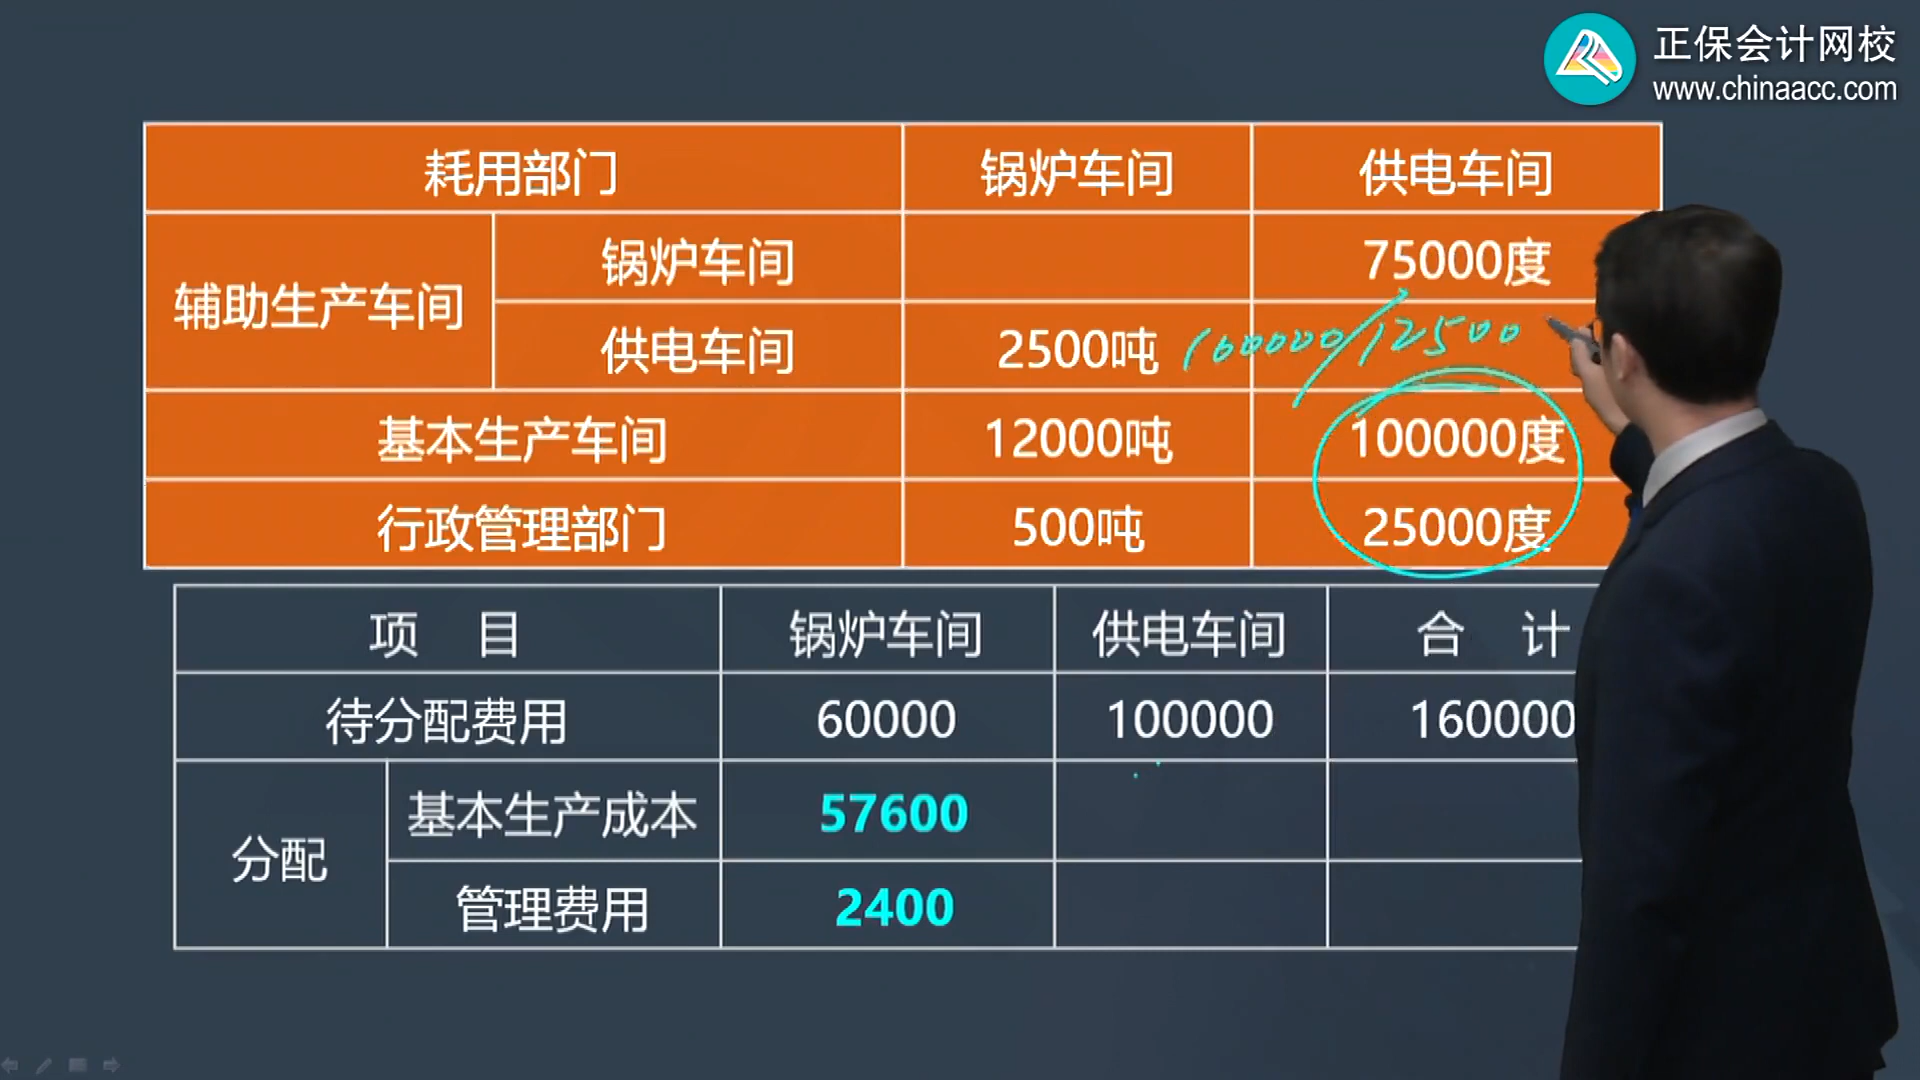 正保会计网校
www.chinaacc.com
耗用部门 锅炉车间 供电车间
辅助生产车间 锅炉车间 75000度
供电车间 2500吨
基本生产车间 12000吨 100000度
行政管理部门 500吨 25000度
项 目 锅炉车间 供电车间 合 计
待分配费用 60000 100000 160000
分配 基本生产成本 57600
管理费用 2400